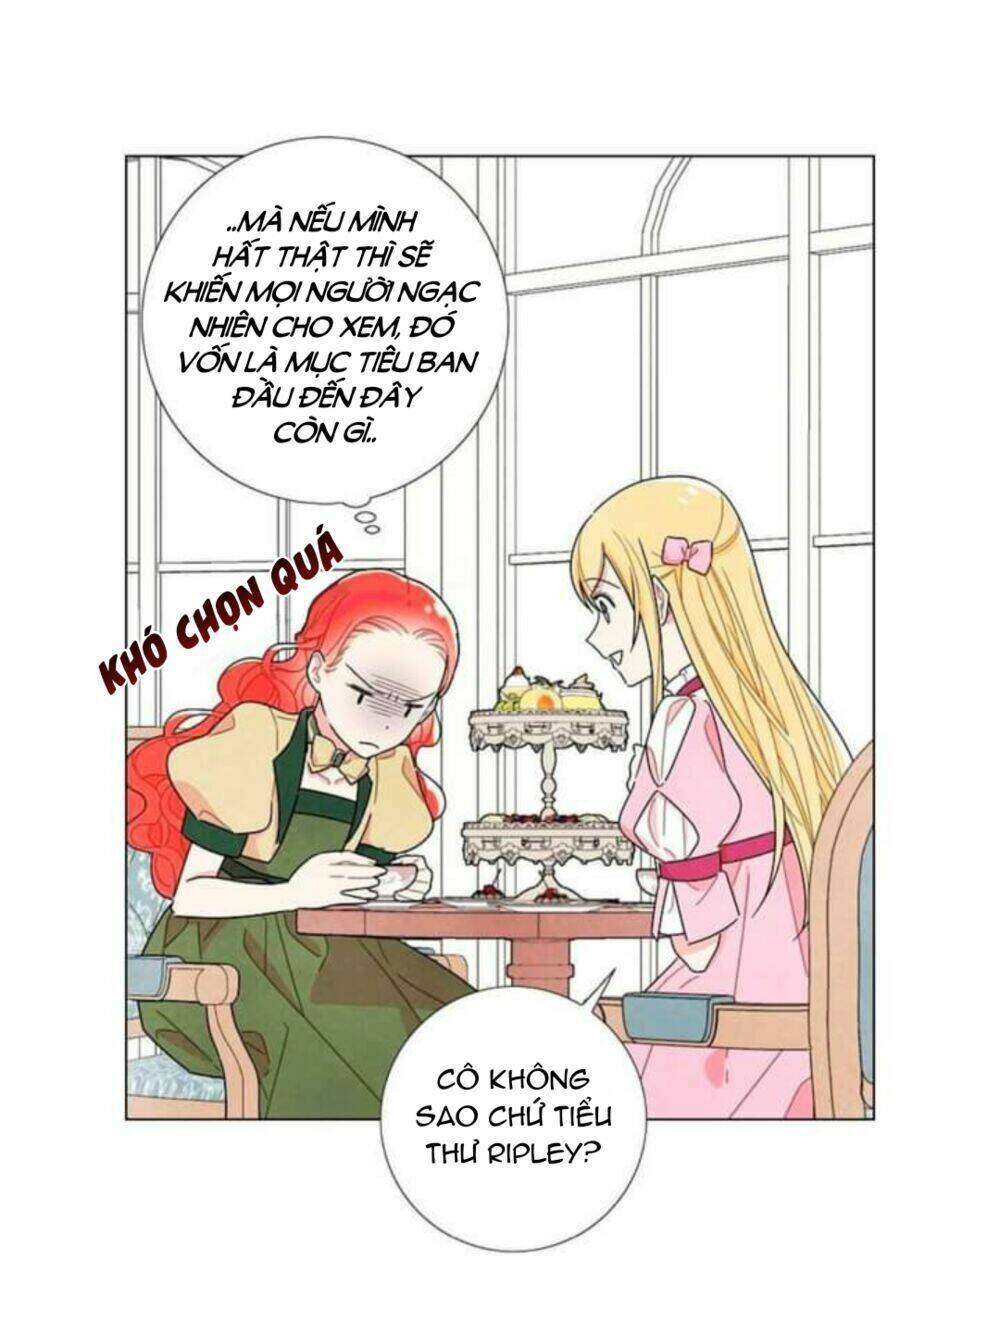 ..MÀ NẾU MÌNH
HẤT THẬT THÌ SẼ
KHIẾN MỌI NGƯỜI NGẠC
NHIÊN CHO XEM, ĐÓ
VỐN LÀ MỤC TIÊU BAN
ĐẦU ĐẾN ĐÂY
CÒN GÌ..
KHÓ CHỌN QUÁ
CÔ KHÔNG
SAO CHỨ TIỂU
THƯ RIPLEY?